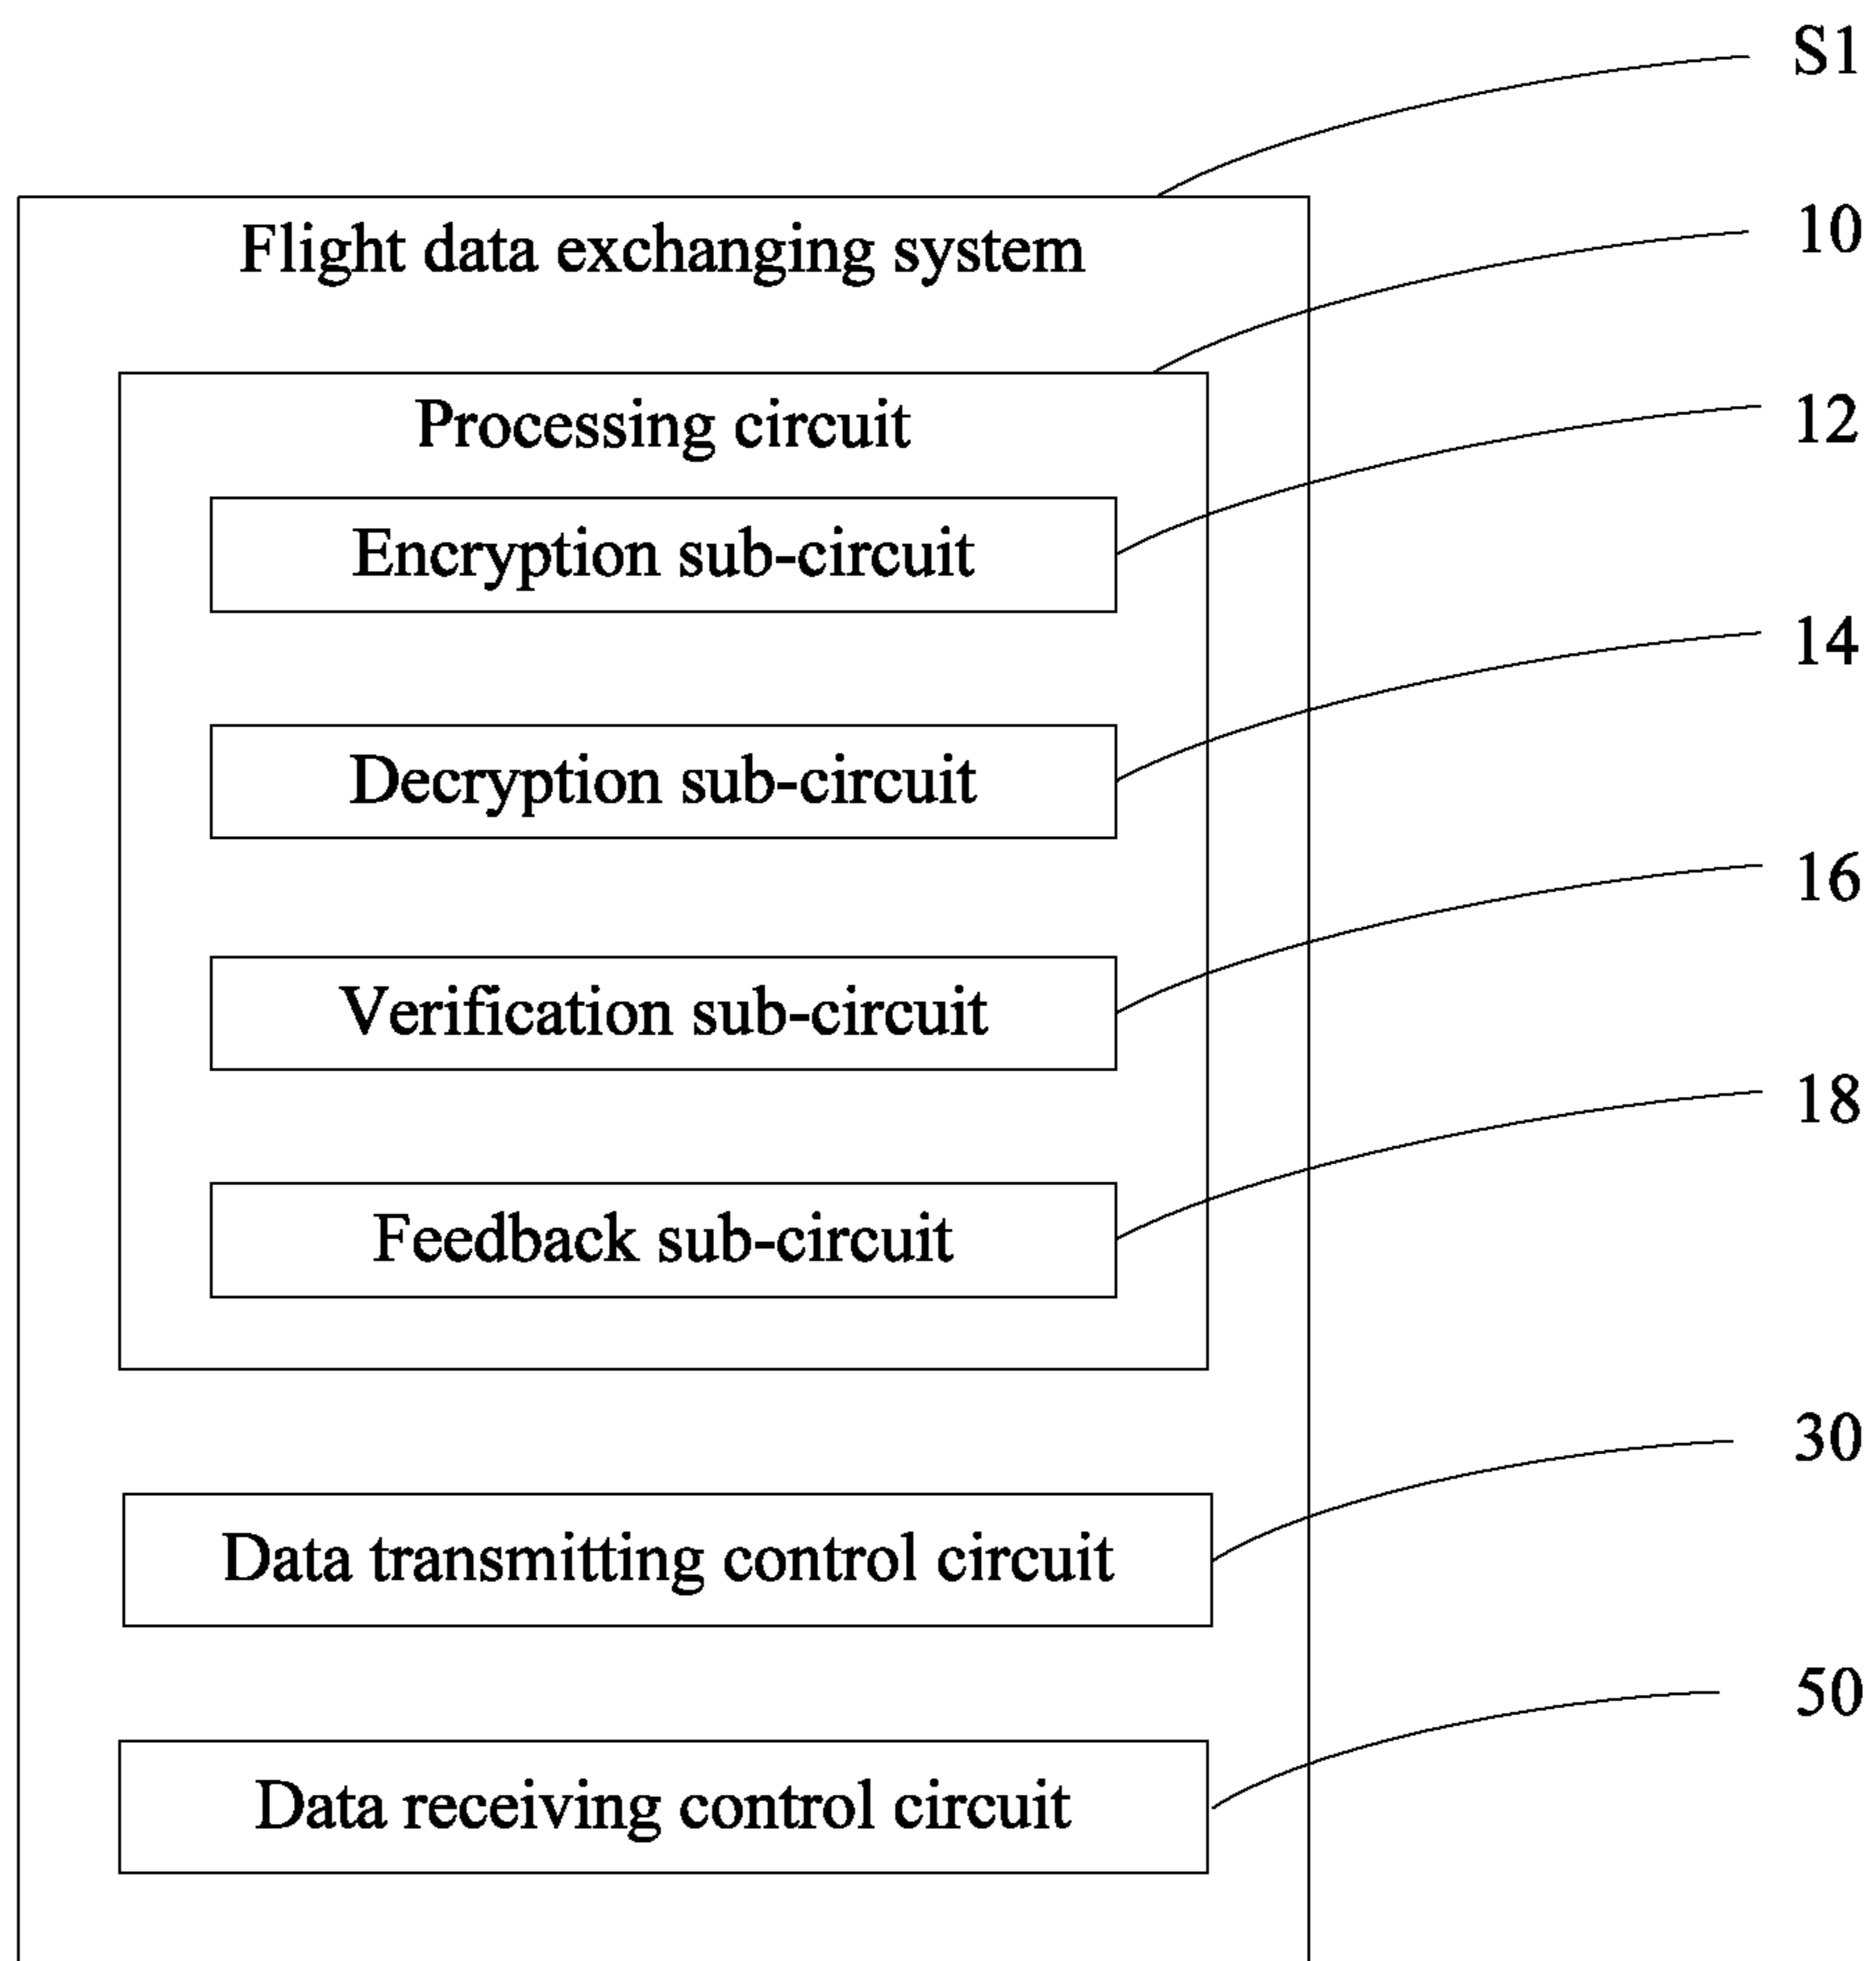 S1
Flight data exchanging system
10
Processing circuit
12
Encryption sub-circuit
14
Decryption sub-circuit
16
Verification sub-circuit
18
Feedback sub-circuit
30
Data transmitting control circuit
50
Data receiving control circuit